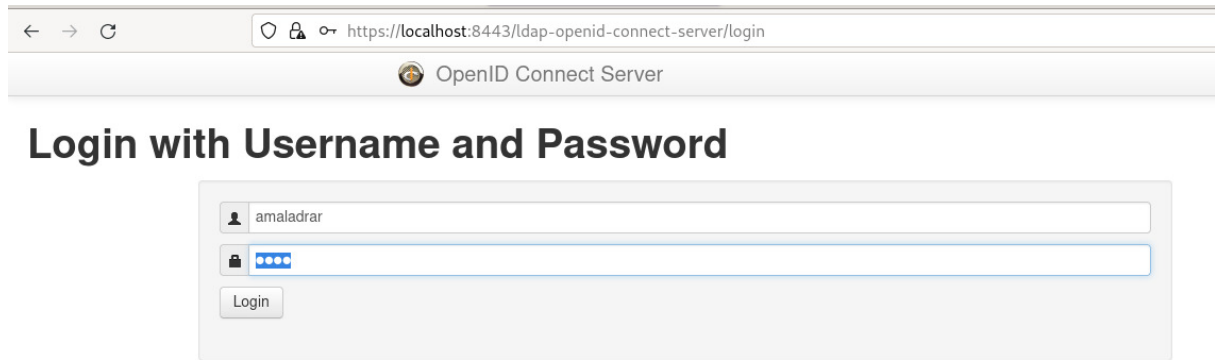 https://localhost:8443/ldap-openid-connect-server/login
OpenID Connect Server
Login with Username and Password
amaladrar
••••
Login